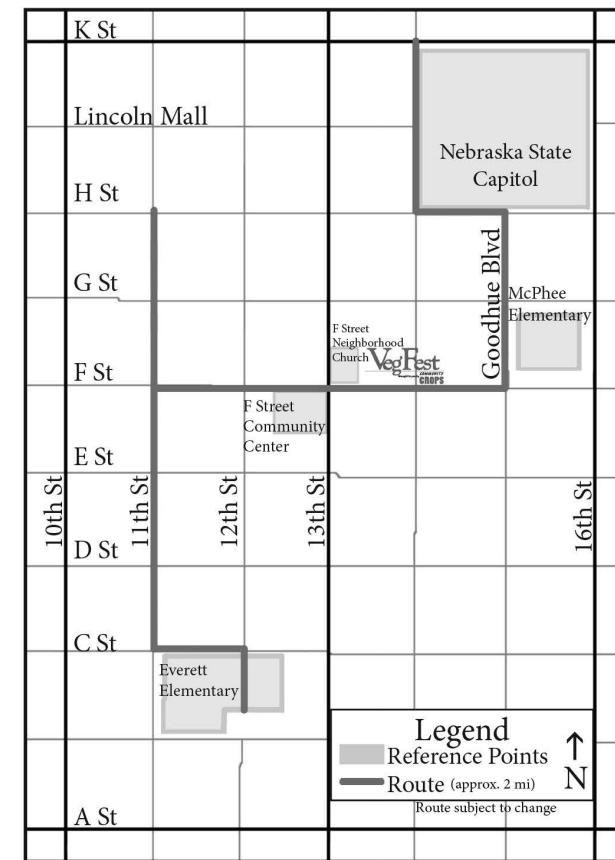 K St
Lincoln Mall
Nebraska State
Capitol
H St
Goodhue Blvd
G St
McPhee
Elementary
F Street
Neighborhood
Church
VegFest
COMMUNITY
CROPS
F St
F Street
Community
Center
E St
10th St
11th St
12th St
13th St
16th St
D St
C St
Everett
Elementary
Legend
Reference Points
Route (approx. 2 mi)
N
Route subject to change
A St